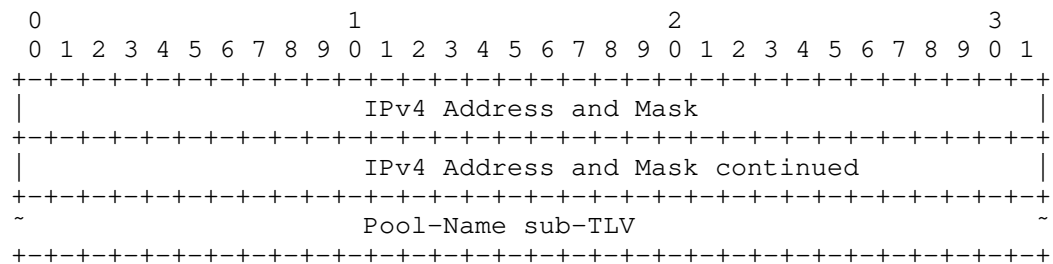 0                   1                   2                   3
 0 1 2 3 4 5 6 7 8 9 0 1 2 3 4 5 6 7 8 9 0 1 2 3 4 5 6 7 8 9 0 1
+-+-+-+-+-+-+-+-+-+-+-+-+-+-+-+-+-+-+-+-+-+-+-+-+-+-+-+-+-+-+-+-+
|                     IPv4 Address and Mask                     |
+-+-+-+-+-+-+-+-+-+-+-+-+-+-+-+-+-+-+-+-+-+-+-+-+-+-+-+-+-+-+-+-+
|                     IPv4 Address and Mask continued           |
+-+-+-+-+-+-+-+-+-+-+-+-+-+-+-+-+-+-+-+-+-+-+-+-+-+-+-+-+-+-+-+-+
~                     Pool-Name sub-TLV                         ~
+-+-+-+-+-+-+-+-+-+-+-+-+-+-+-+-+-+-+-+-+-+-+-+-+-+-+-+-+-+-+-+-+